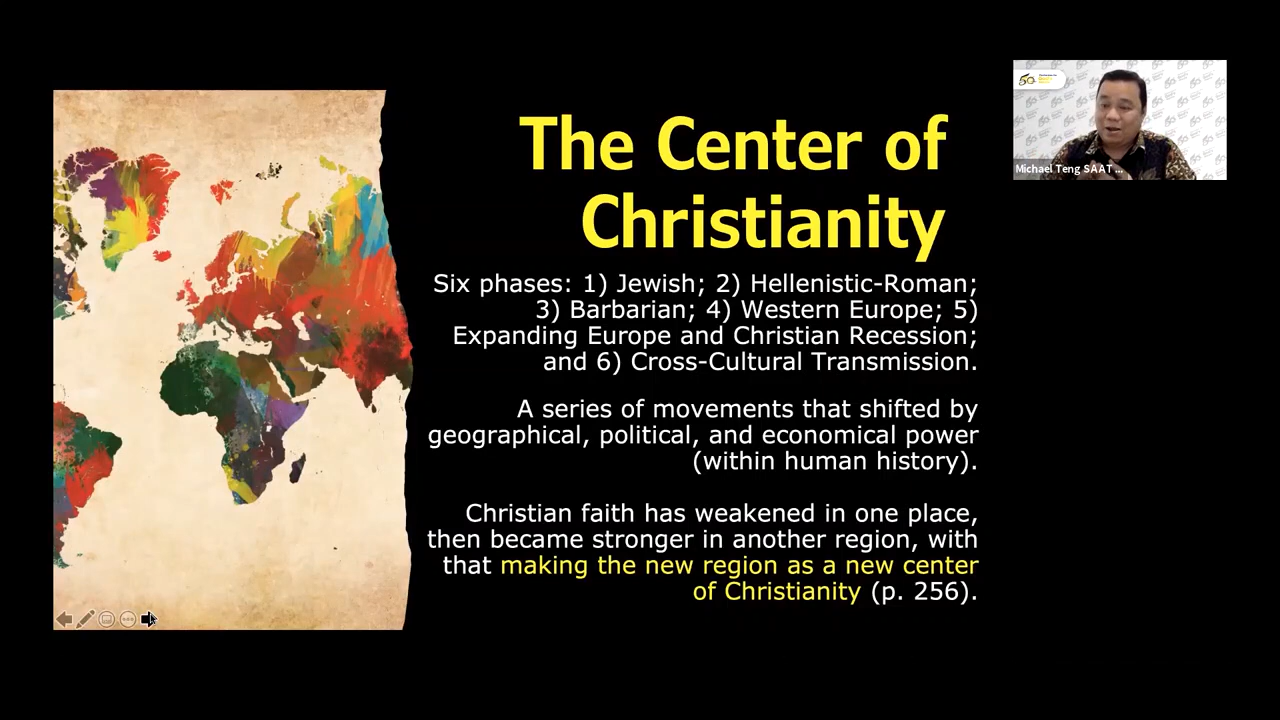 The Center of
Christianity
Six phases: 1) Jewish; 2) Hellenistic-Roman;
3) Barbarian; 4) Western Europe; 5)
Expanding Europe and Christian Recession;
and 6) Cross-Cultural Transmission.
A series of movements that shifted by
geographical, political, and economical power
(within human history).
Christian faith has weakened in one place,
then became stronger in another region, with
that making the new region as a new center
of Christianity (p. 256).
50
Michael Teng SAAT ...